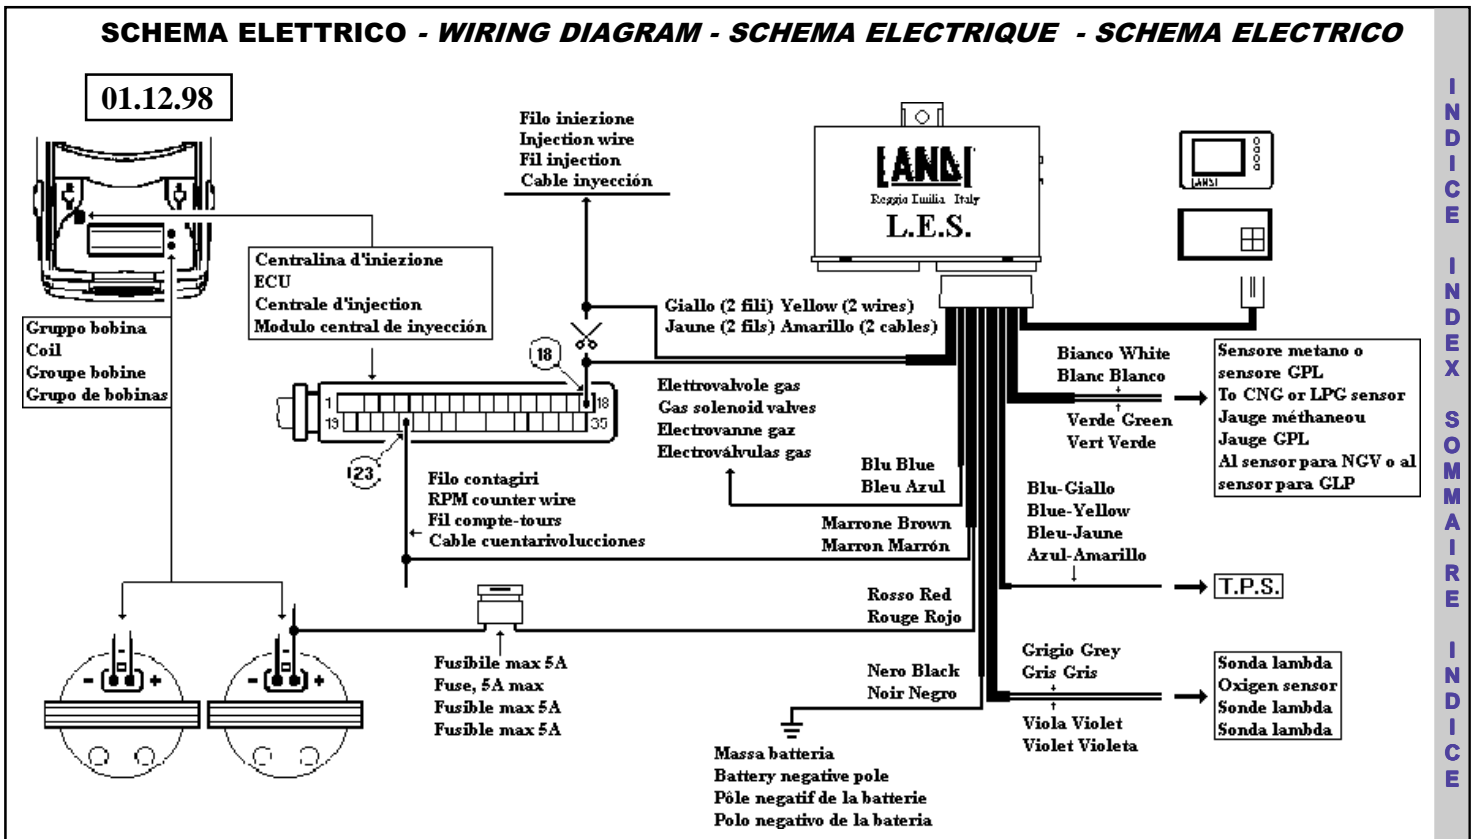 SCHEMA ELETTRICO - WIRING DIAGRAM - SCHEMA ELECTRIQUE - SCHEMA ELECTRICO
01.12.98
Filo iniezione
Injection wire
Fil injection
Cable inyección
LANDI
Reggio Emilia Italy
L.E.S.
LANDI
Centralina d'iniezione
ECU
Centrale d'injection
Modulo central de inyección
Gruppo bobina
Coil
Groupe bobine
Grupo de bobinas
Giallo (2 fili) Yellow (2 wires)
Jaune (2 fils) Amarillo (2 cables)
18
1
18
19
35
23
Elettrovalvole gas
Gas solenoid valves
Electrovanne gaz
Electroválvulas gas
Bianco White
Blanc Blanco
Verde Green
Vert Verde
Sensore metano o
sensore GPL
To CNG or LPG sensor
Jauge méthaneou
Jauge GPL
Al sensor para NGV o al
sensor para GLP
Blu Blue
Bleu Azul
Filo contagiri
RPM counter wire
Fil compte-tours
Cable cuentarivolucciones
Marrone Brown
Marron Marrón
Blu-Giallo
Blue-Yellow
Bleu-Jaune
Azul-Amarillo
T.P.S.
Rosso Red
Rouge Rojo
Fusibile max 5A
Fuse, 5A max
Fusible max 5A
Fusible max 5A
- +
- +
-
-
Nero Black
Noir Negro
Grigio Grey
Gris Gris
Viola Violet
Violet Violeta
Sonda lambda
Oxigen sensor
Sonde lambda
Sonda lambda
Massa batteria
Battery negative pole
Pôle negatif de la batterie
Polo negativo de la bateria
INDICE INDEX SOMMAIRE INDICE